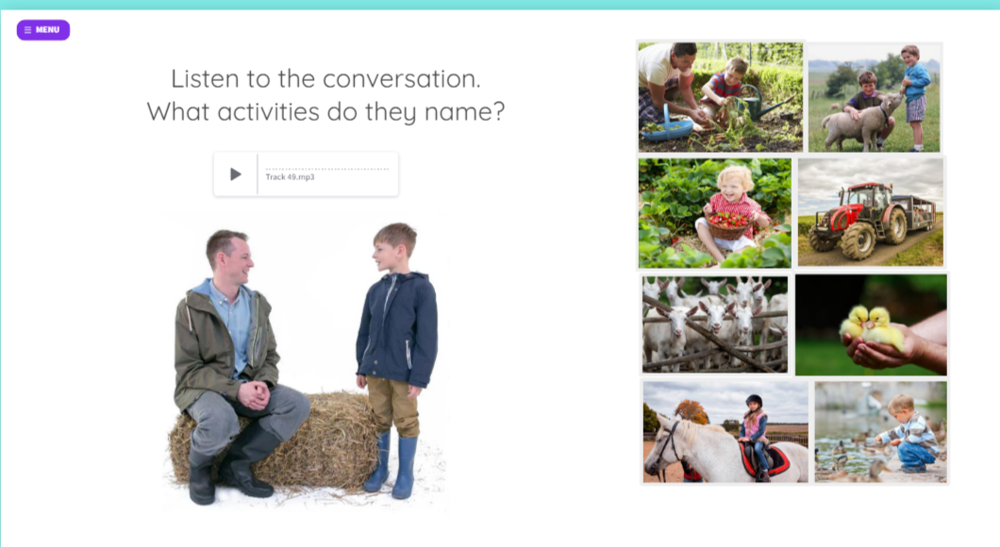 MENU
Listen to the conversation.
What activities do they name?
Track 49.mp3